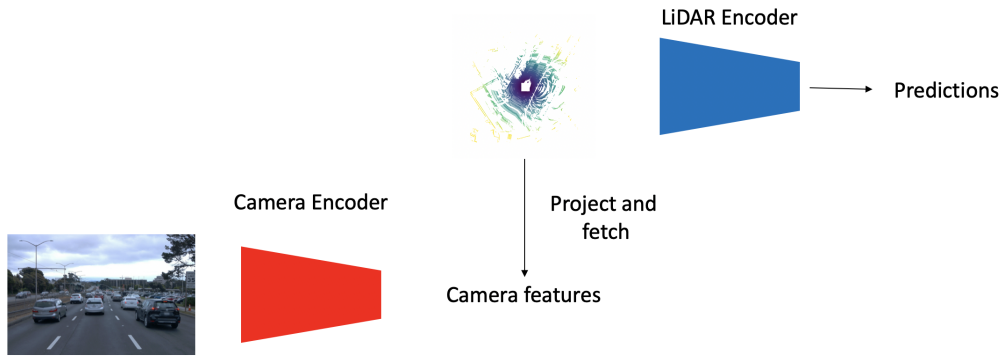 LiDAR Encoder
Predictions
Camera Encoder
Project and
fetch
Camera features